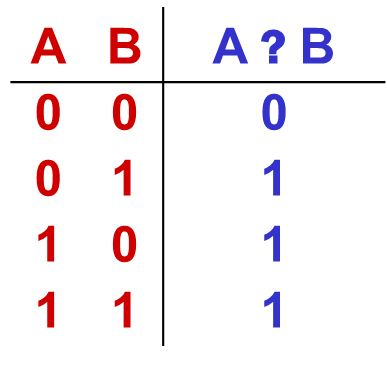 A B A ? B
0 0 0
0 1 1
1 0 1
1 1 1